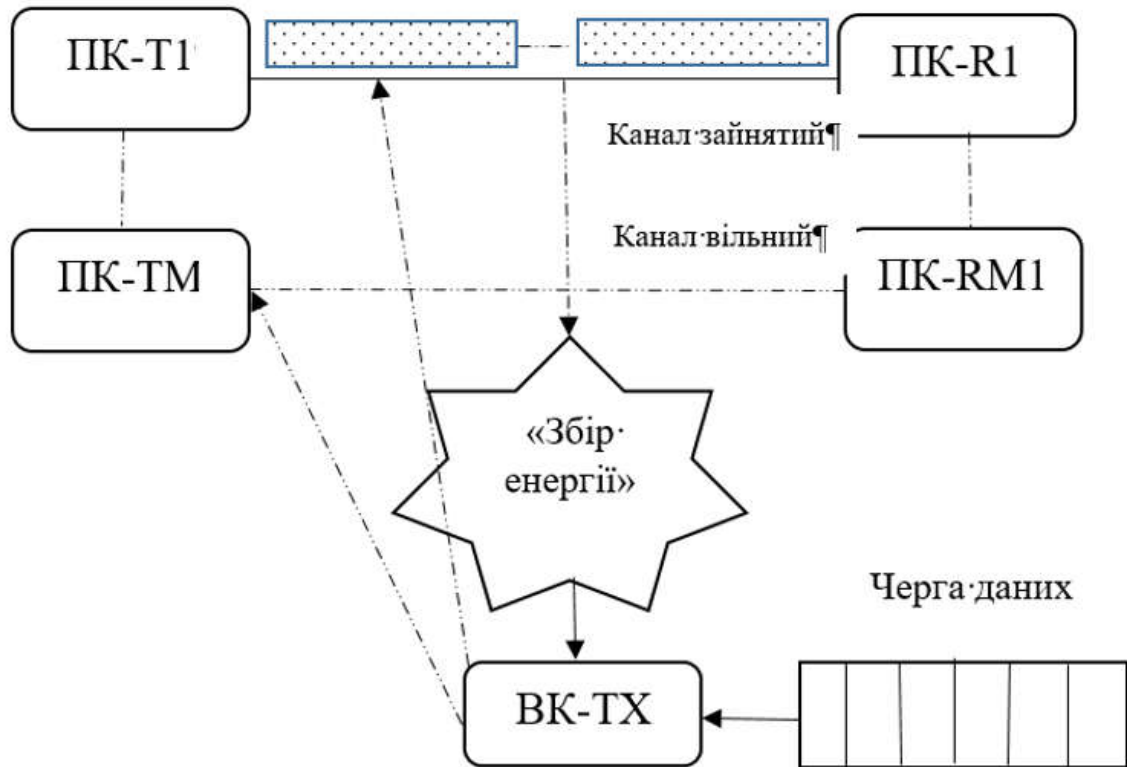 ПК-Т1
ПК-R1
Канал·зайнятий¶
Канал·вільний¶
ПК-ТМ
ПК-RM1
«Збір·
енергії»
Черга·даних
ВК-ТХ